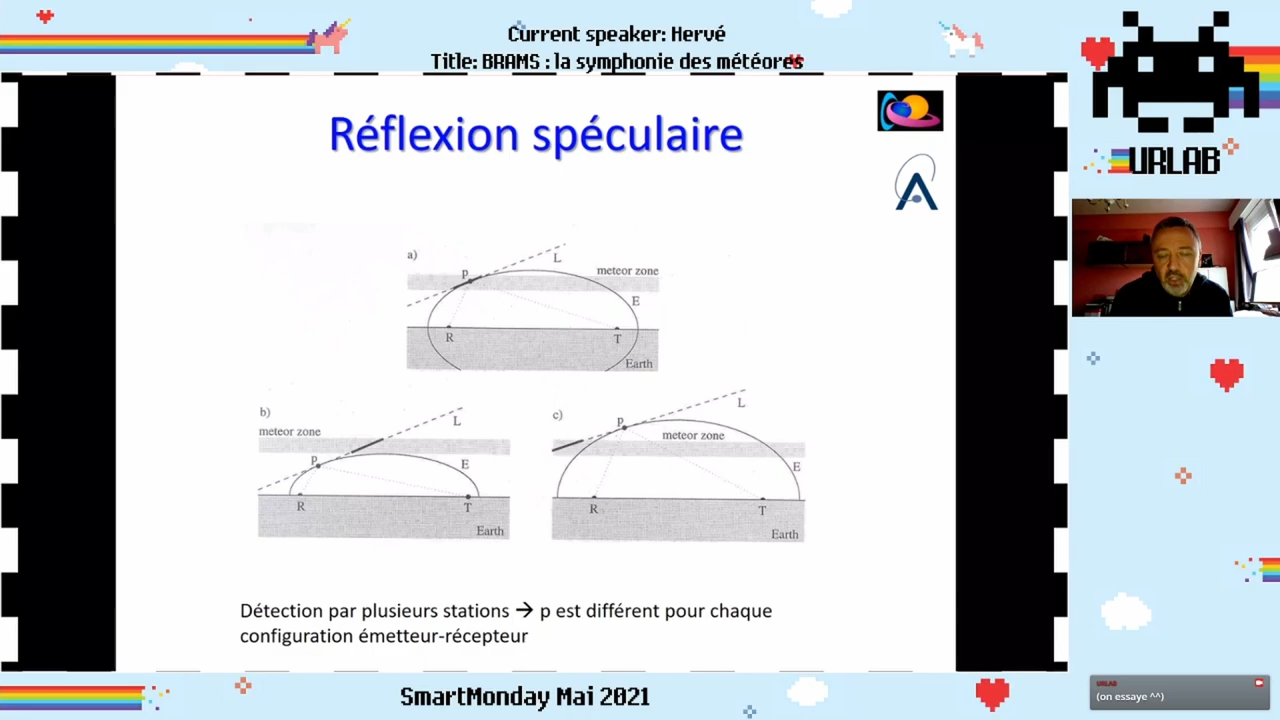 Current speaker: Hervé
Title: BRAMS : la symphonie des météores
URLAB
Réflexion spéculaire
a)
L
p
meteor zone
E
R
T
Earth
b)
meteor zone
L
p
E
R
T
Earth
c)
L
p
meteor zone
E
R
T
Earth
Détection par plusieurs stations → p est différent pour chaque
configuration émetteur-récepteur
SmartMonday Mai 2021
URLAB
(on essaye ^^)